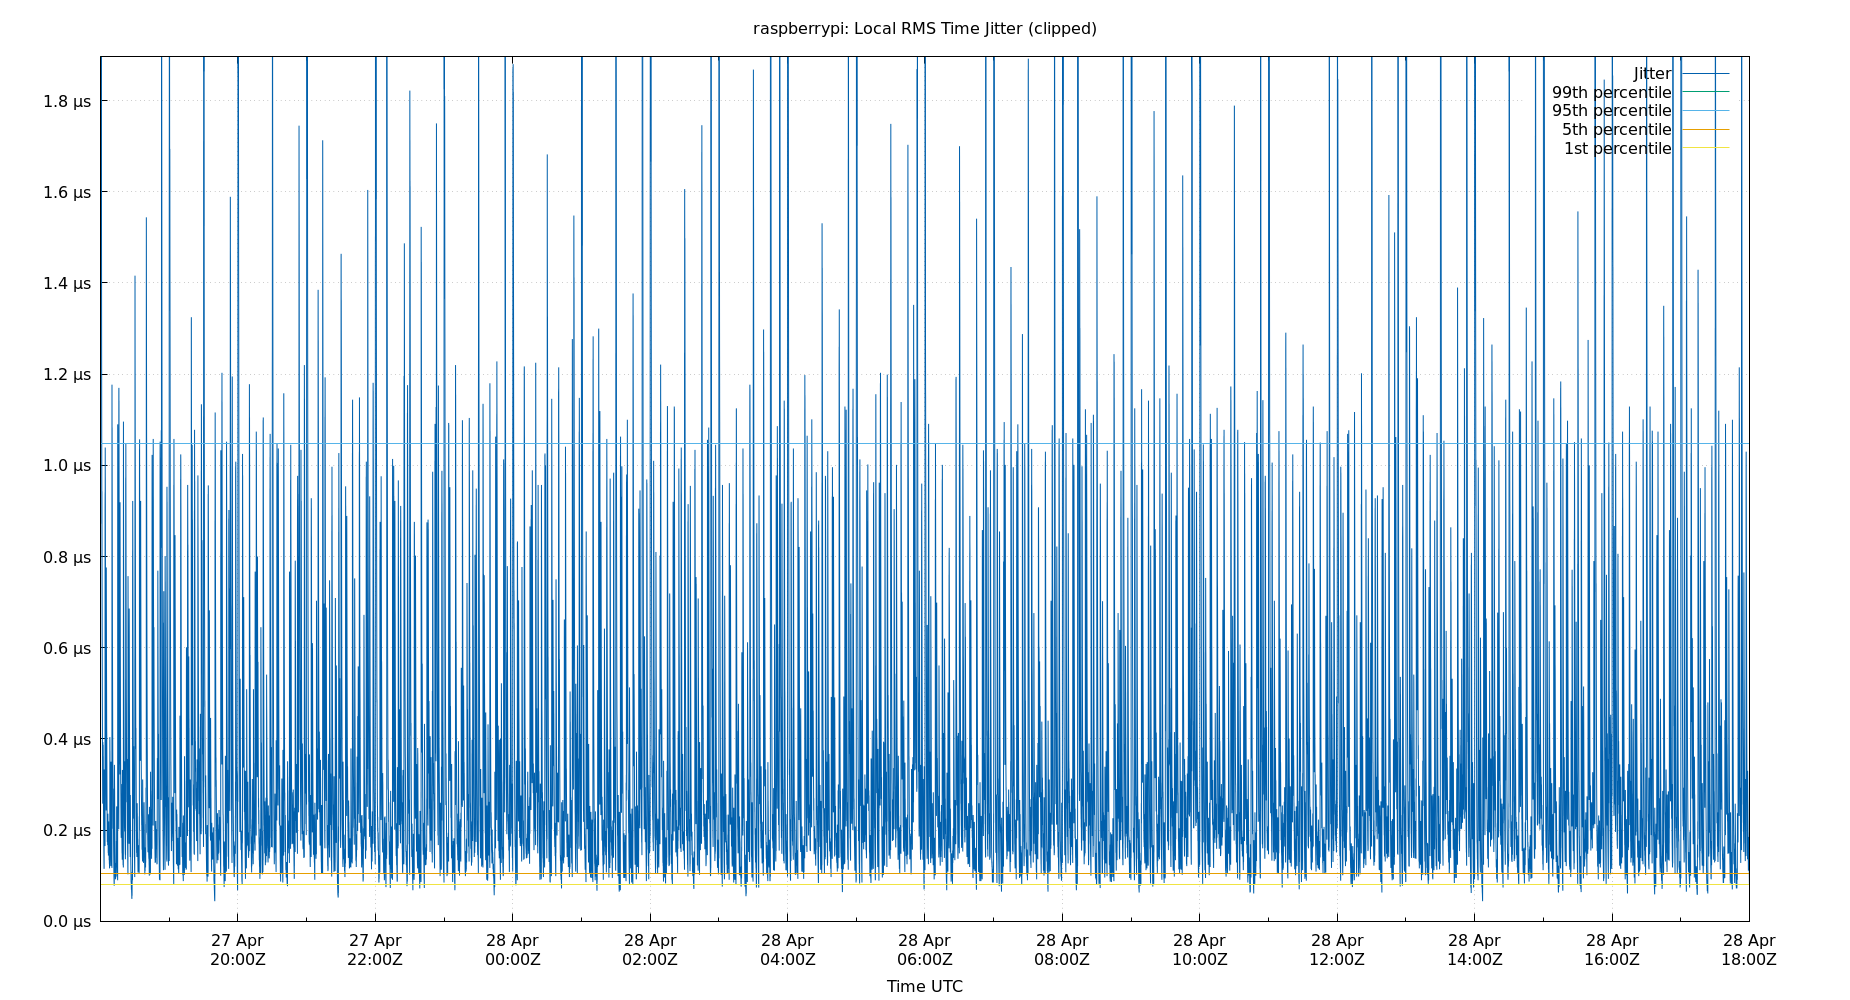 raspberrypi: Local RMS Time Jitter (clipped)
Jitter
99th percentile
95th percentile
5th percentile
1st percentile
1.8 µs
1.6 µs
1.4 µs
1.2 µs
1.0 µs
0.8 µs
0.6 µs
0.4 µs
0.2 µs
0.0 µs
27 Apr 27 Apr 28 Apr 28 Apr 28 Apr 28 Apr 28 Apr 28 Apr 28 Apr 28 Apr 28 Apr 28 Apr
20:00Z 22:00Z 00:00Z 02:00Z 04:00Z 06:00Z 08:00Z 10:00Z 12:00Z 14:00Z 16:00Z 18:00Z
Time UTC